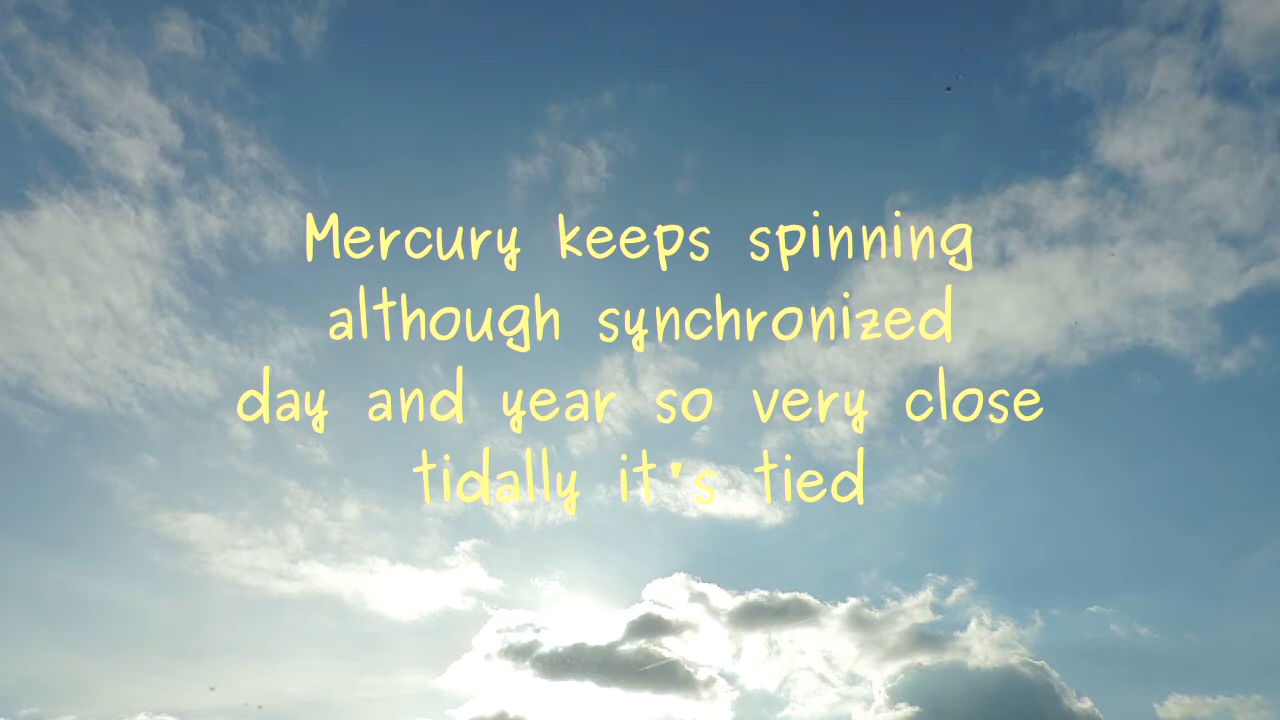 Mercury keeps spinning
although synchronized
day and year so very close
tidally it's tied